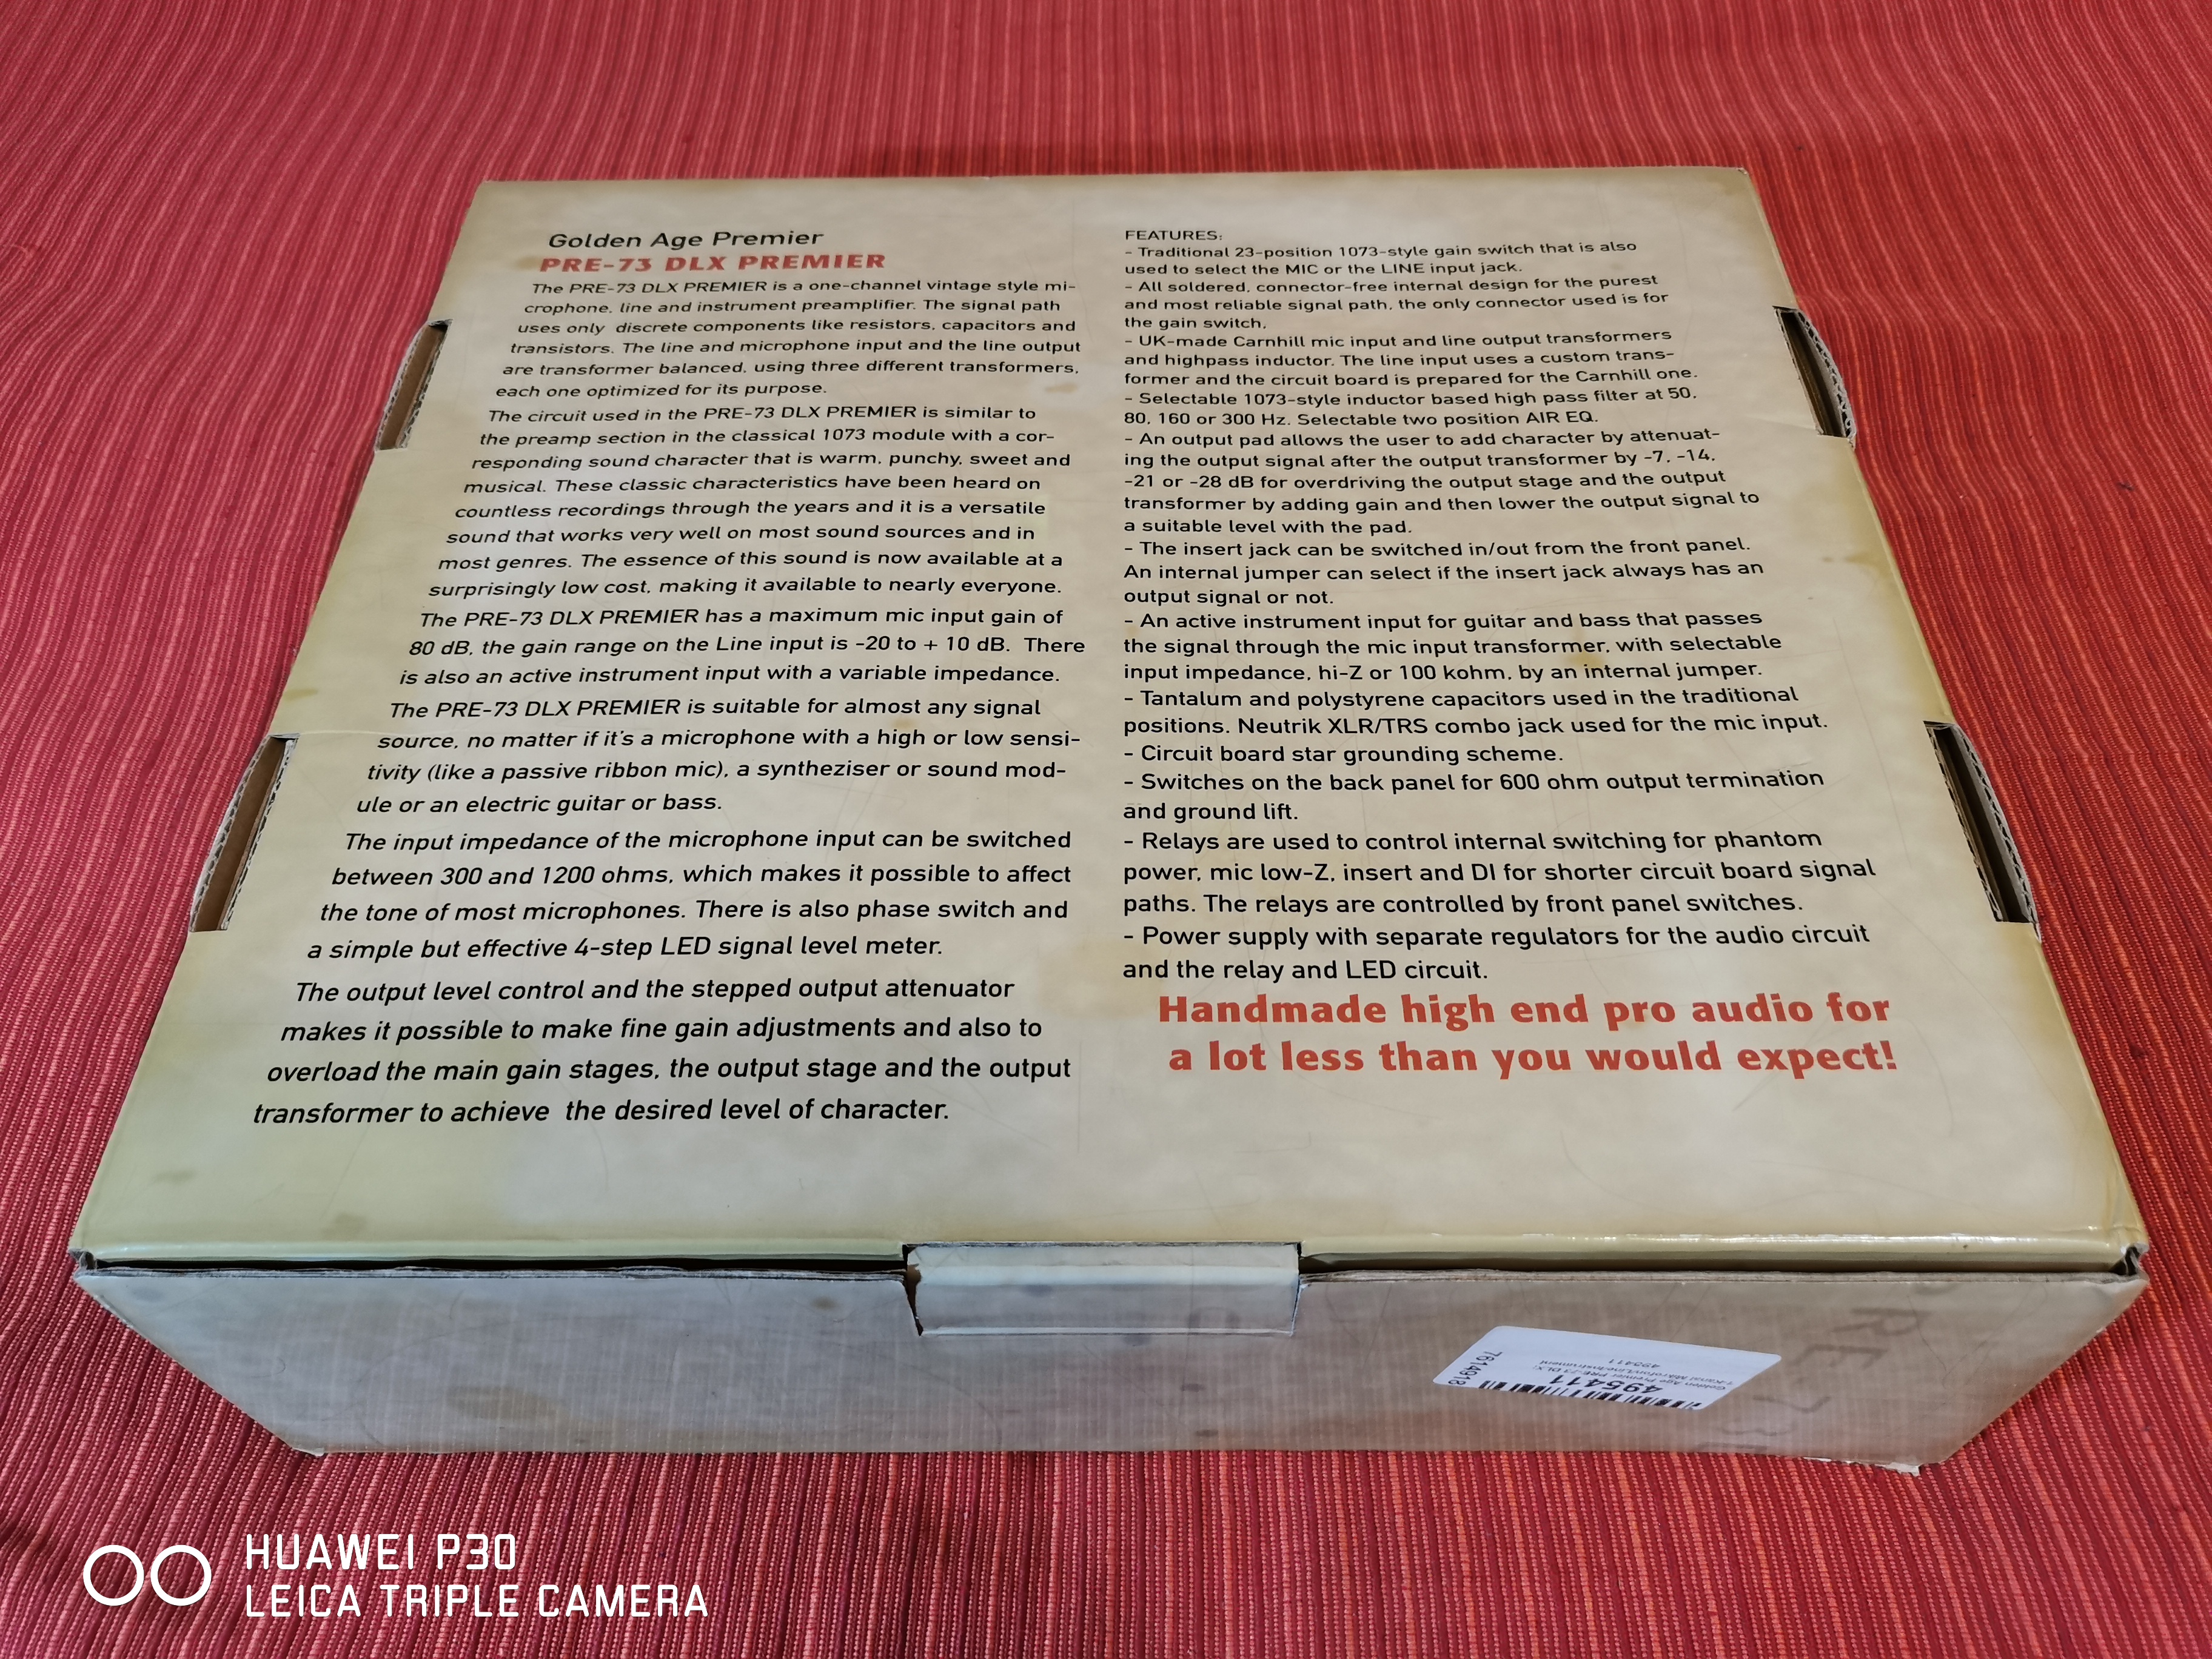 Golden Age Premier
PRE-73 DLX PREMIER
The PRE-73 DLX PREMIER is a one-channel vintage style mi-
crophone, line and instrument preamplifier. The signal path
uses only discrete components like resistors, capacitors and
transistors. The line and microphone input and the line output
are transformer balanced, using three different transformers,
each one optimized for its purpose.
The circuit used in the PRE-73 DLX PREMIER is similar to
the preamp section in the classical 1073 module with a cor-
responding sound character that is warm, punchy, sweet and
musical. These classic characteristics have been heard on
countless recordings through the years and it is a versatile
sound that works very well on most sound sources and in
most genres. The essence of this sound is now available at a
surprisingly low cost, making it available to nearly everyone.
The PRE-73 DLX PREMIER has a maximum mic input gain of
80 dB, the gain range on the Line input is -20 to + 10 dB. There
is also an active instrument input with a variable impedance.
The PRE-73 DLX PREMIER is suitable for almost any signal
source, no matter if it's a microphone with a high or low sensi-
tivity (like a passive ribbon mic), a syntheziser or sound mod-
ule or an electric guitar or bass.
The input impedance of the microphone input can be switched
between 300 and 1200 ohms, which makes it possible to affect
the tone of most microphones. There is also phase switch and
a simple but effective 4-step LED signal level meter.
The output level control and the stepped output attenuator
makes it possible to make fine gain adjustments and also to
overload the main gain stages, the output stage and the output
transformer to achieve the desired level of character.
FEATURES:
- Traditional 23-position 1073-style gain switch that is also
used to select the MIC or the LINE input jack.
- All soldered, connector-free internal design for the purest
and most reliable signal path, the only connector used is for
the gain switch,
- UK-made Carnhill mic input and line output transformers
and highpass inductor. The line input uses a custom trans-
former and the circuit board is prepared for the Carnhill one.
- Selectable 1073-style inductor based high pass filter at 50,
80, 160 or 300 Hz. Selectable two position AIR EQ.
- An output pad allows the user to add character by attenuat-
ing the output signal after the output transformer by -7, -14,
-21 or -28 dB for overdriving the output stage and the output
transformer by adding gain and then lower the output signal to
a suitable level with the pad.
- The insert jack can be switched in/out from the front panel.
An internal jumper can select if the insert jack always has an
output signal or not.
- An active instrument input for guitar and bass that passes
the signal through the mic input transformer, with selectable
input impedance, hi-Z or 100 kohm, by an internal jumper.
- Tantalum and polystyrene capacitors used in the traditional
positions. Neutrik XLR/TRS combo jack used for the mic input.
- Circuit board star grounding scheme.
- Switches on the back panel for 600 ohm output termination
and ground lift.
- Relays are used to control internal switching for phantom
power, mic low-Z, insert and DI for shorter circuit board signal
paths. The relays are controlled by front panel switches.
- Power supply with separate regulators for the audio circuit
and the relay and LED circuit.
Handmade high end pro audio for
a lot less than you would expect!
495411
Golden Age Premier PRE-73 DLX
495411
7614918
HUAWEI P30
LEICA TRIPLE CAMERA